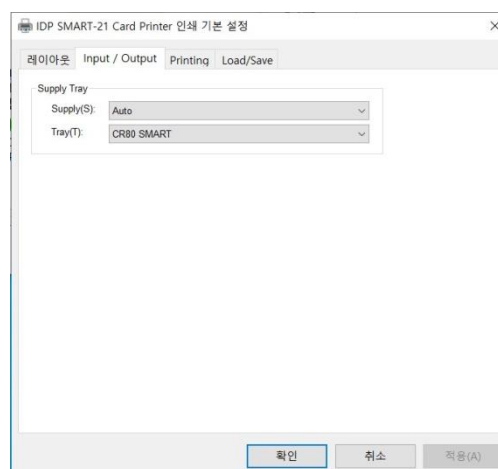 IDP SMART-21 Card Printer 인쇄 기본 설정
레이아웃 Input / Output Printing Load/Save
Supply Tray
Supply(S): Auto
Tray(T): CR80 SMART
확인 취소 적용(A)